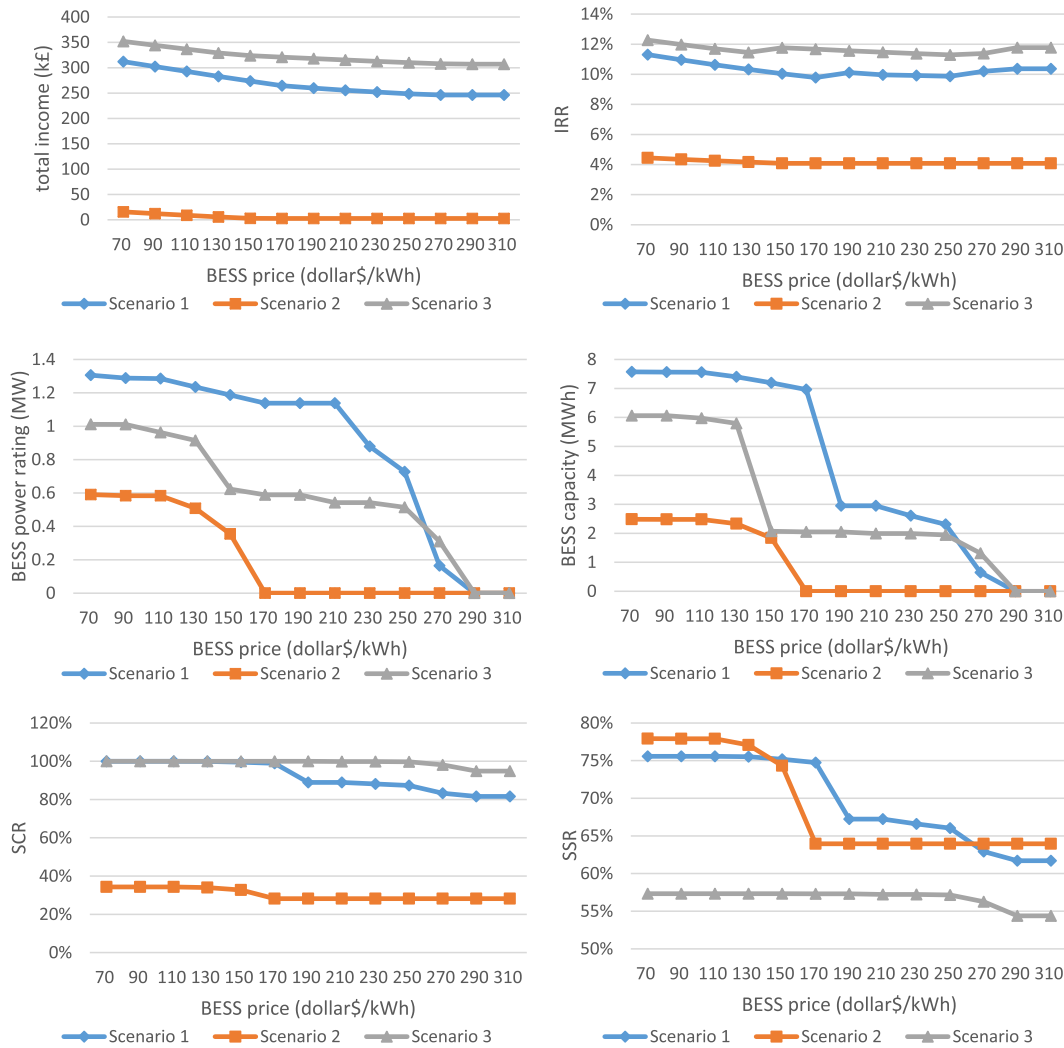 total income (k£)
400
350
300
250
200
150
100
50
0
70 90 110 130 150 170 190 210 230 250 270 290 310
BESS price (dollar$/kWh)
Scenario 1 Scenario 2 Scenario 3
IRR
14%
12%
10%
8%
6%
4%
2%
0%
70 90 110 130 150 170 190 210 230 250 270 290 310
BESS price (dollar$/kWh)
Scenario 1 Scenario 2 Scenario 3
BESS power rating (MW)
1.4
1.2
1
0.8
0.6
0.4
0.2
0
70 90 110 130 150 170 190 210 230 250 270 290 310
BESS price (dollar$/kWh)
Scenario 1 Scenario 2 Scenario 3
BESS capacity (MWh)
8
7
6
5
4
3
2
1
0
70 90 110 130 150 170 190 210 230 250 270 290 310
BESS price (dollar$/kWh)
Scenario 1 Scenario 2 Scenario 3
SCR
120%
100%
80%
60%
40%
20%
0%
70 90 110 130 150 170 190 210 230 250 270 290 310
BESS price (dollar$/kWh)
Scenario 1 Scenario 2 Scenario 3
SSR
80%
75%
70%
65%
60%
55%
50%
70 90 110 130 150 170 190 210 230 250 270 290 310
BESS price (dollar$/kWh)
Scenario 1 Scenario 2 Scenario 3